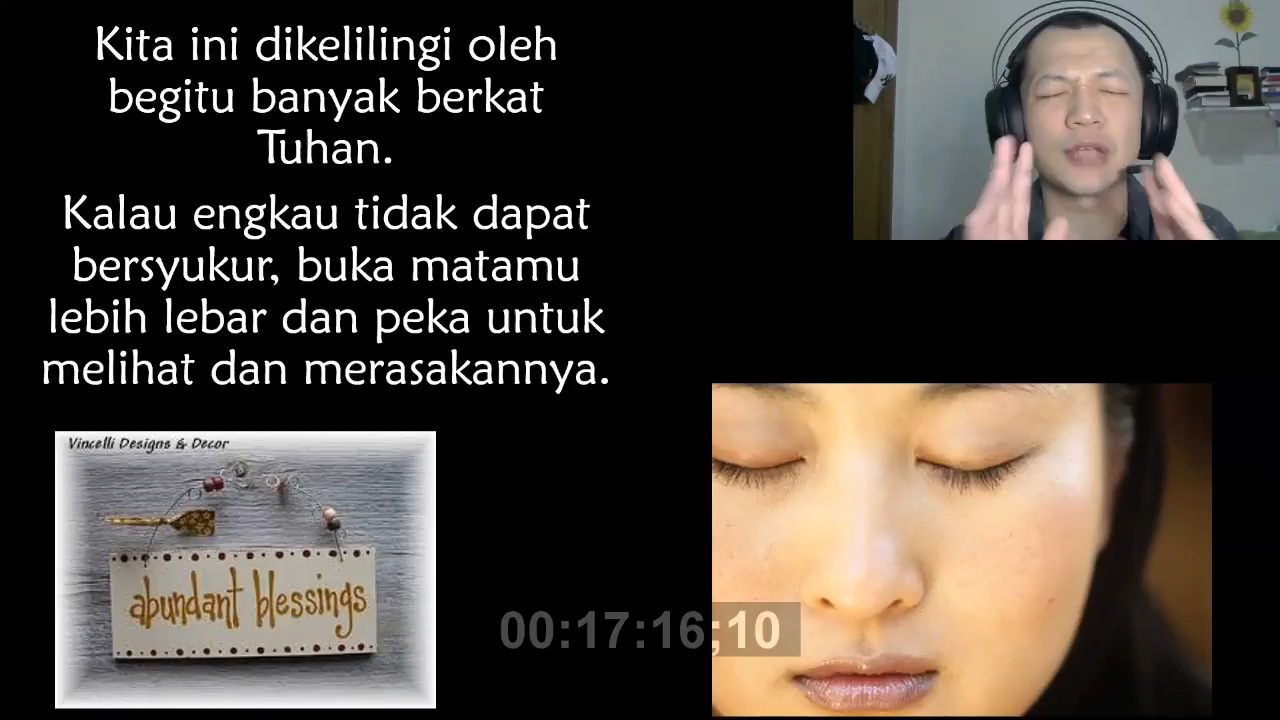 Kita ini dikelilingi oleh
begitu banyak berkat
Tuhan.
Kalau engkau tidak dapat
bersyukur, buka matamu
lebih lebar dan peka untuk
melihat dan merasakannya.
Vincelli Designs & Decor
abundant blessings
00:17:16;10